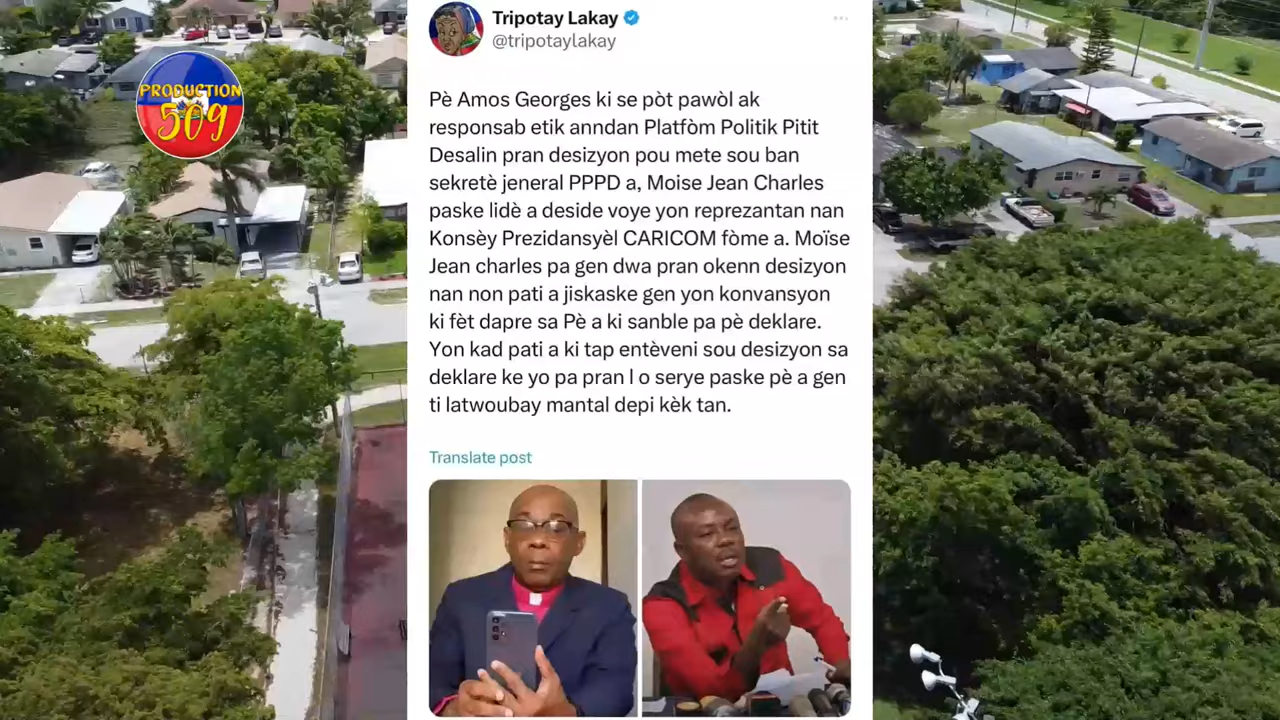 PRODUCTION
509
Tripotay Lakay
@tripotaylakay
Pè Amos Georges ki se pòt pawòl ak
responsab etik anndan Platfòm Politik Pitit
Desalin pran desizyon pou mete sou ban
sekretè jeneral PPPD a, Moise Jean Charles
paske lidè a deside voye yon reprezantan nan
Konsèy Prezidansyèl CARICOM fòme a. Moïse
Jean charles pa gen dwa pran okenn desizyon
nan non pati a jiskaske gen yon konvansyon
ki fèt dapre sa Pè a ki sanble pa pè deklare.
Yon kad pati a ki tap entèveni sou desizyon sa
deklare ke yo pa pran l o serye paske pè a gen
ti latwoubay mantal depi kèk tan.
Translate post